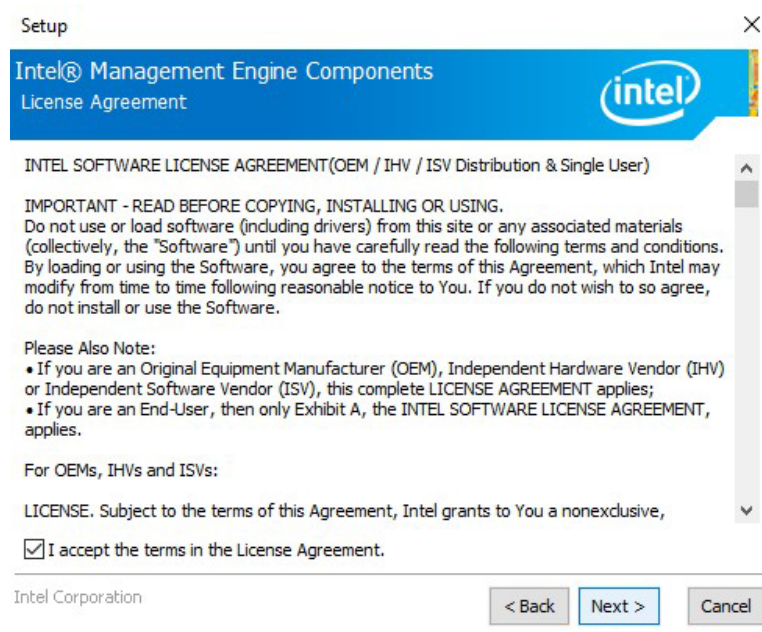 Setup
Intel® Management Engine Components
License Agreement
intel
INTEL SOFTWARE LICENSE AGREEMENT(OEM / IHV / ISV Distribution & Single User)
IMPORTANT - READ BEFORE COPYING, INSTALLING OR USING.
Do not use or load software (including drivers) from this site or any associated materials
(collectively, the "Software") until you have carefully read the following terms and conditions.
By loading or using the Software, you agree to the terms of this Agreement, which Intel may
modify from time to time following reasonable notice to You. If you do not wish to so agree,
do not install or use the Software.
Please Also Note:
• If you are an Original Equipment Manufacturer (OEM), Independent Hardware Vendor (IHV)
or Independent Software Vendor (ISV), this complete LICENSE AGREEMENT applies;
• If you are an End-User, then only Exhibit A, the INTEL SOFTWARE LICENSE AGREEMENT,
applies.
For OEMs, IHVs and ISVs:
LICENSE. Subject to the terms of this Agreement, Intel grants to You a nonexclusive,
I accept the terms in the License Agreement.
Intel Corporation
< Back Next > Cancel